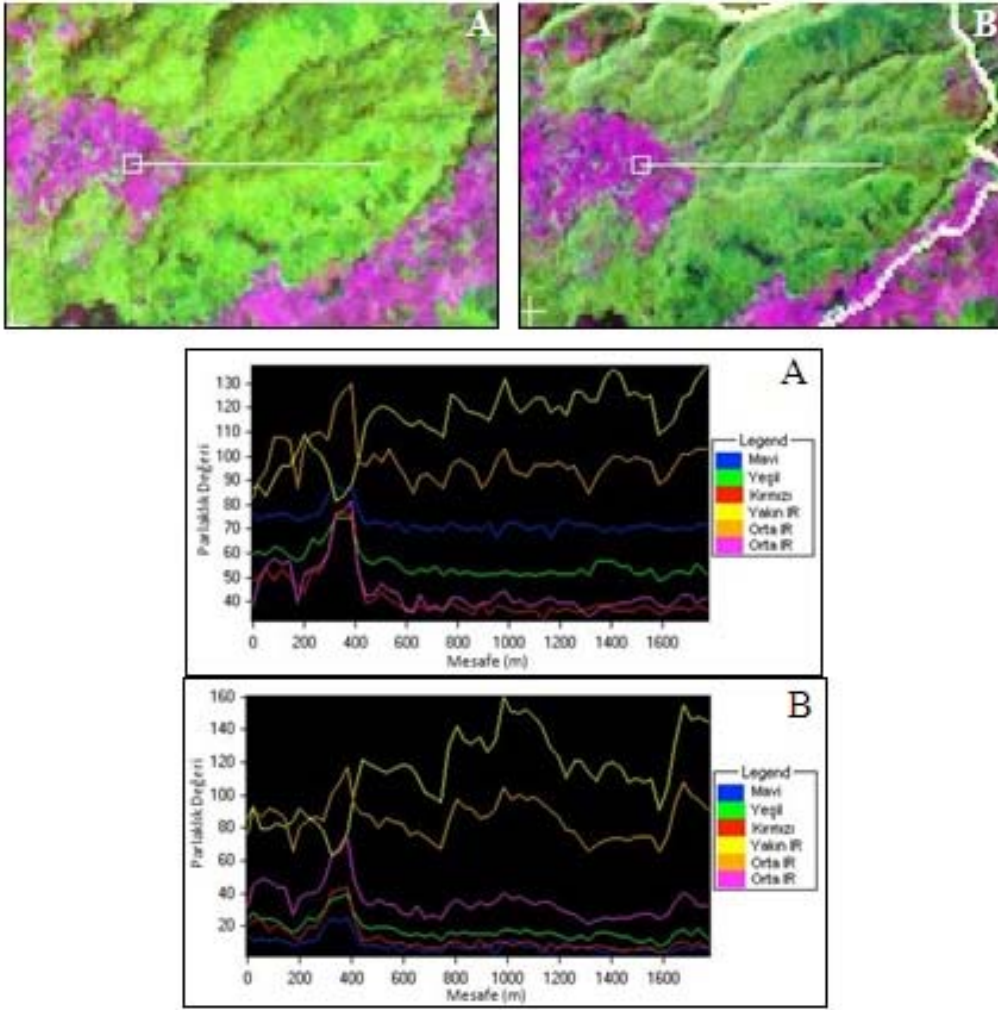 A
B
A
130
120
110
100
90
80
70
60
50
40
Parlaklık Değeri
0 200 400 600 800 1000 1200 1400 1600
Mesafe (m)
Legend
Mavi
Yeşil
Kırmızı
Yakın IR
Orta IR
Orta IR
B
160
140
120
100
80
60
40
20
Parlaklık Değeri
0 200 400 600 800 1000 1200 1400 1600
Mesafe (m)
Legend
Mavi
Yeşil
Kırmızı
Yakın IR
Orta IR
Orta IR